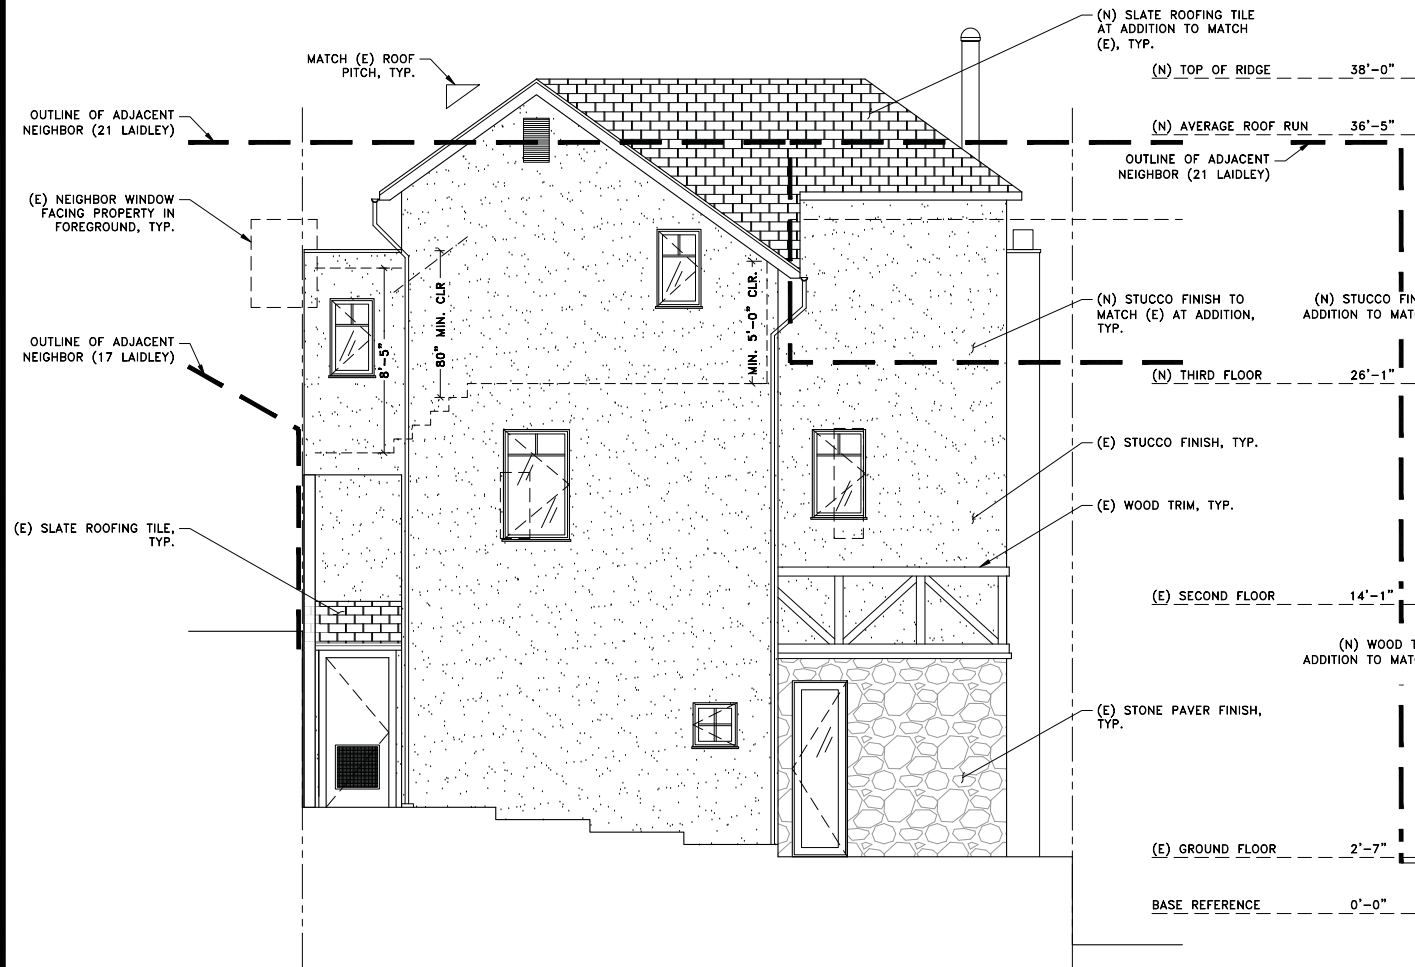 (N) SLATE ROOFING TILE
AT ADDITION TO MATCH
(E), TYP.
MATCH (E) ROOF
PITCH, TYP.
(N) TOP OF RIDGE 38'-0"
OUTLINE OF ADJACENT
NEIGHBOR (21 LAIDLEY)
(N) AVERAGE ROOF RUN 36'-5"
OUTLINE OF ADJACENT
NEIGHBOR (21 LAIDLEY)
(E) NEIGHBOR WINDOW
FACING PROPERTY IN
FOREGROUND, TYP.
8'-5"
80" MIN. CLR
MIN. 5'-0" CLR.
(N) STUCCO FINISH TO
MATCH (E) AT ADDITION,
TYP.
(N) STUCCO FIN
ADDITION TO MAT
OUTLINE OF ADJACENT
NEIGHBOR (17 LAIDLEY)
(N) THIRD FLOOR 26'-1"
(E) STUCCO FINISH, TYP.
(E) WOOD TRIM, TYP.
(E) SLATE ROOFING TILE,
TYP.
(E) SECOND FLOOR 14'-1"
(N) WOOD T
ADDITION TO MAT
(E) STONE PAVER FINISH,
TYP.
(E) GROUND FLOOR 2'-7"
BASE REFERENCE 0'-0"